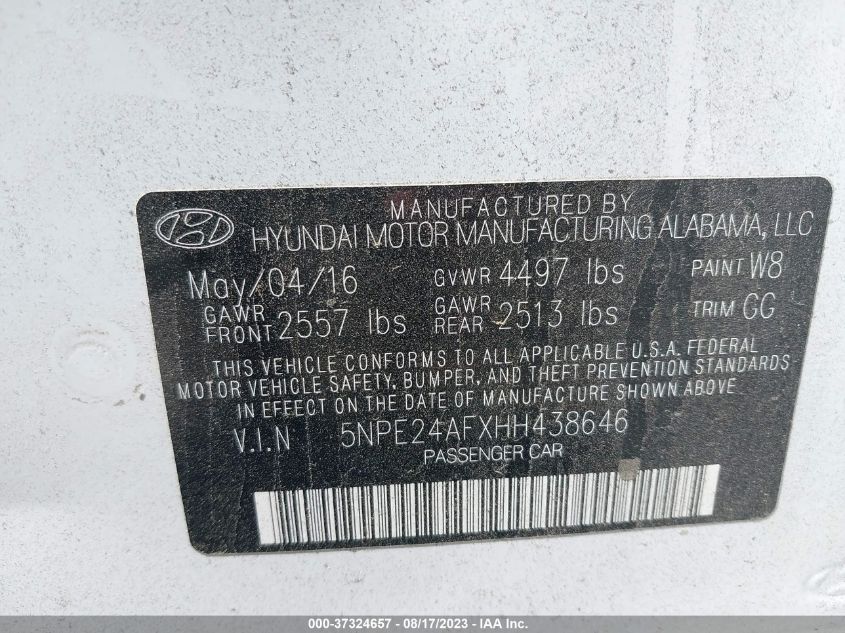 MANUFACTURED BY
HYUNDAI MOTOR MANUFACTURING ALABAMA, LLC
May/04/16 GVWR 4497 lbs PAINT W8
GAWR FRONT 2557 lbs GAWR REAR 2513 lbs TRIM GG
THIS VEHICLE CONFORMS TO ALL APPLICABLE U.S.A. FEDERAL
MOTOR VEHICLE SAFETY, BUMPER, AND THEFT PREVENTION STANDARDS
IN EFFECT ON THE DATE OF MANUFACTURE SHOWN ABOVE
V.I.N 5NPE24AFXHH438646
PASSENGER CAR
000-37324657 - 08/17/2023 - COPART.COM